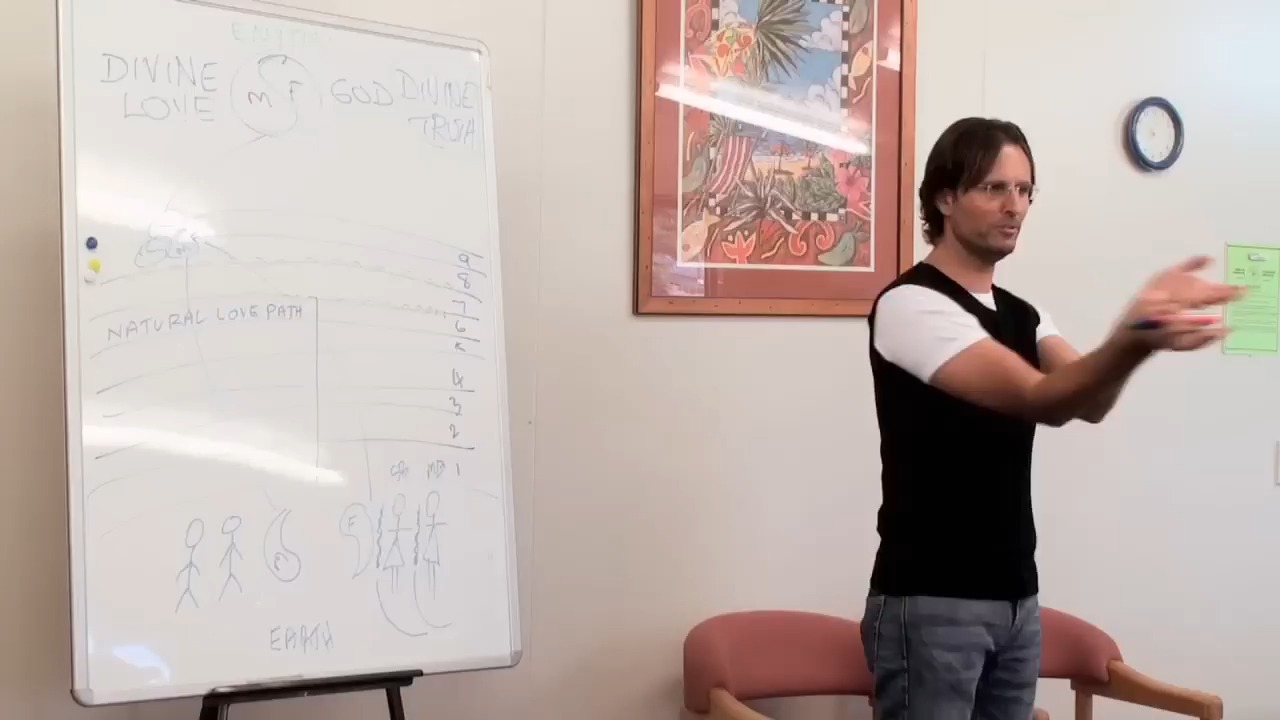 DIVINE
LOVE
M F
GOD
DIVINE
TRUTH
9
8
7
6
5
4
3
2
1
NATURAL LOVE PATH
F
EARTH